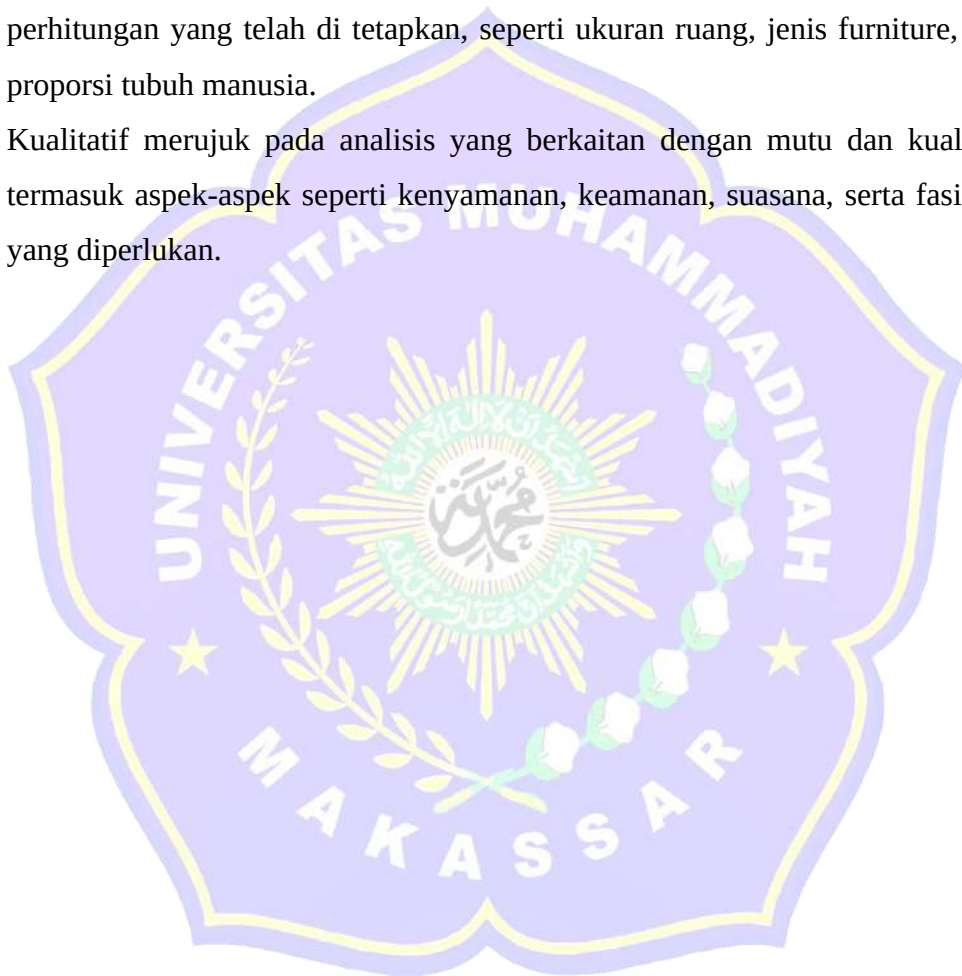 perhitungan yang telah di tetapkan, seperti ukuran ruang, jenis furniture,
proporsi tubuh manusia.
Kualitatif merujuk pada analisis yang berkaitan dengan mutu dan kual
termasuk aspek-aspek seperti kenyamanan, keamanan, suasana, serta fasi
yang diperlukan.
UNIVERSITAS MUHAMMADIYAH
محمدية
MAKASSAR